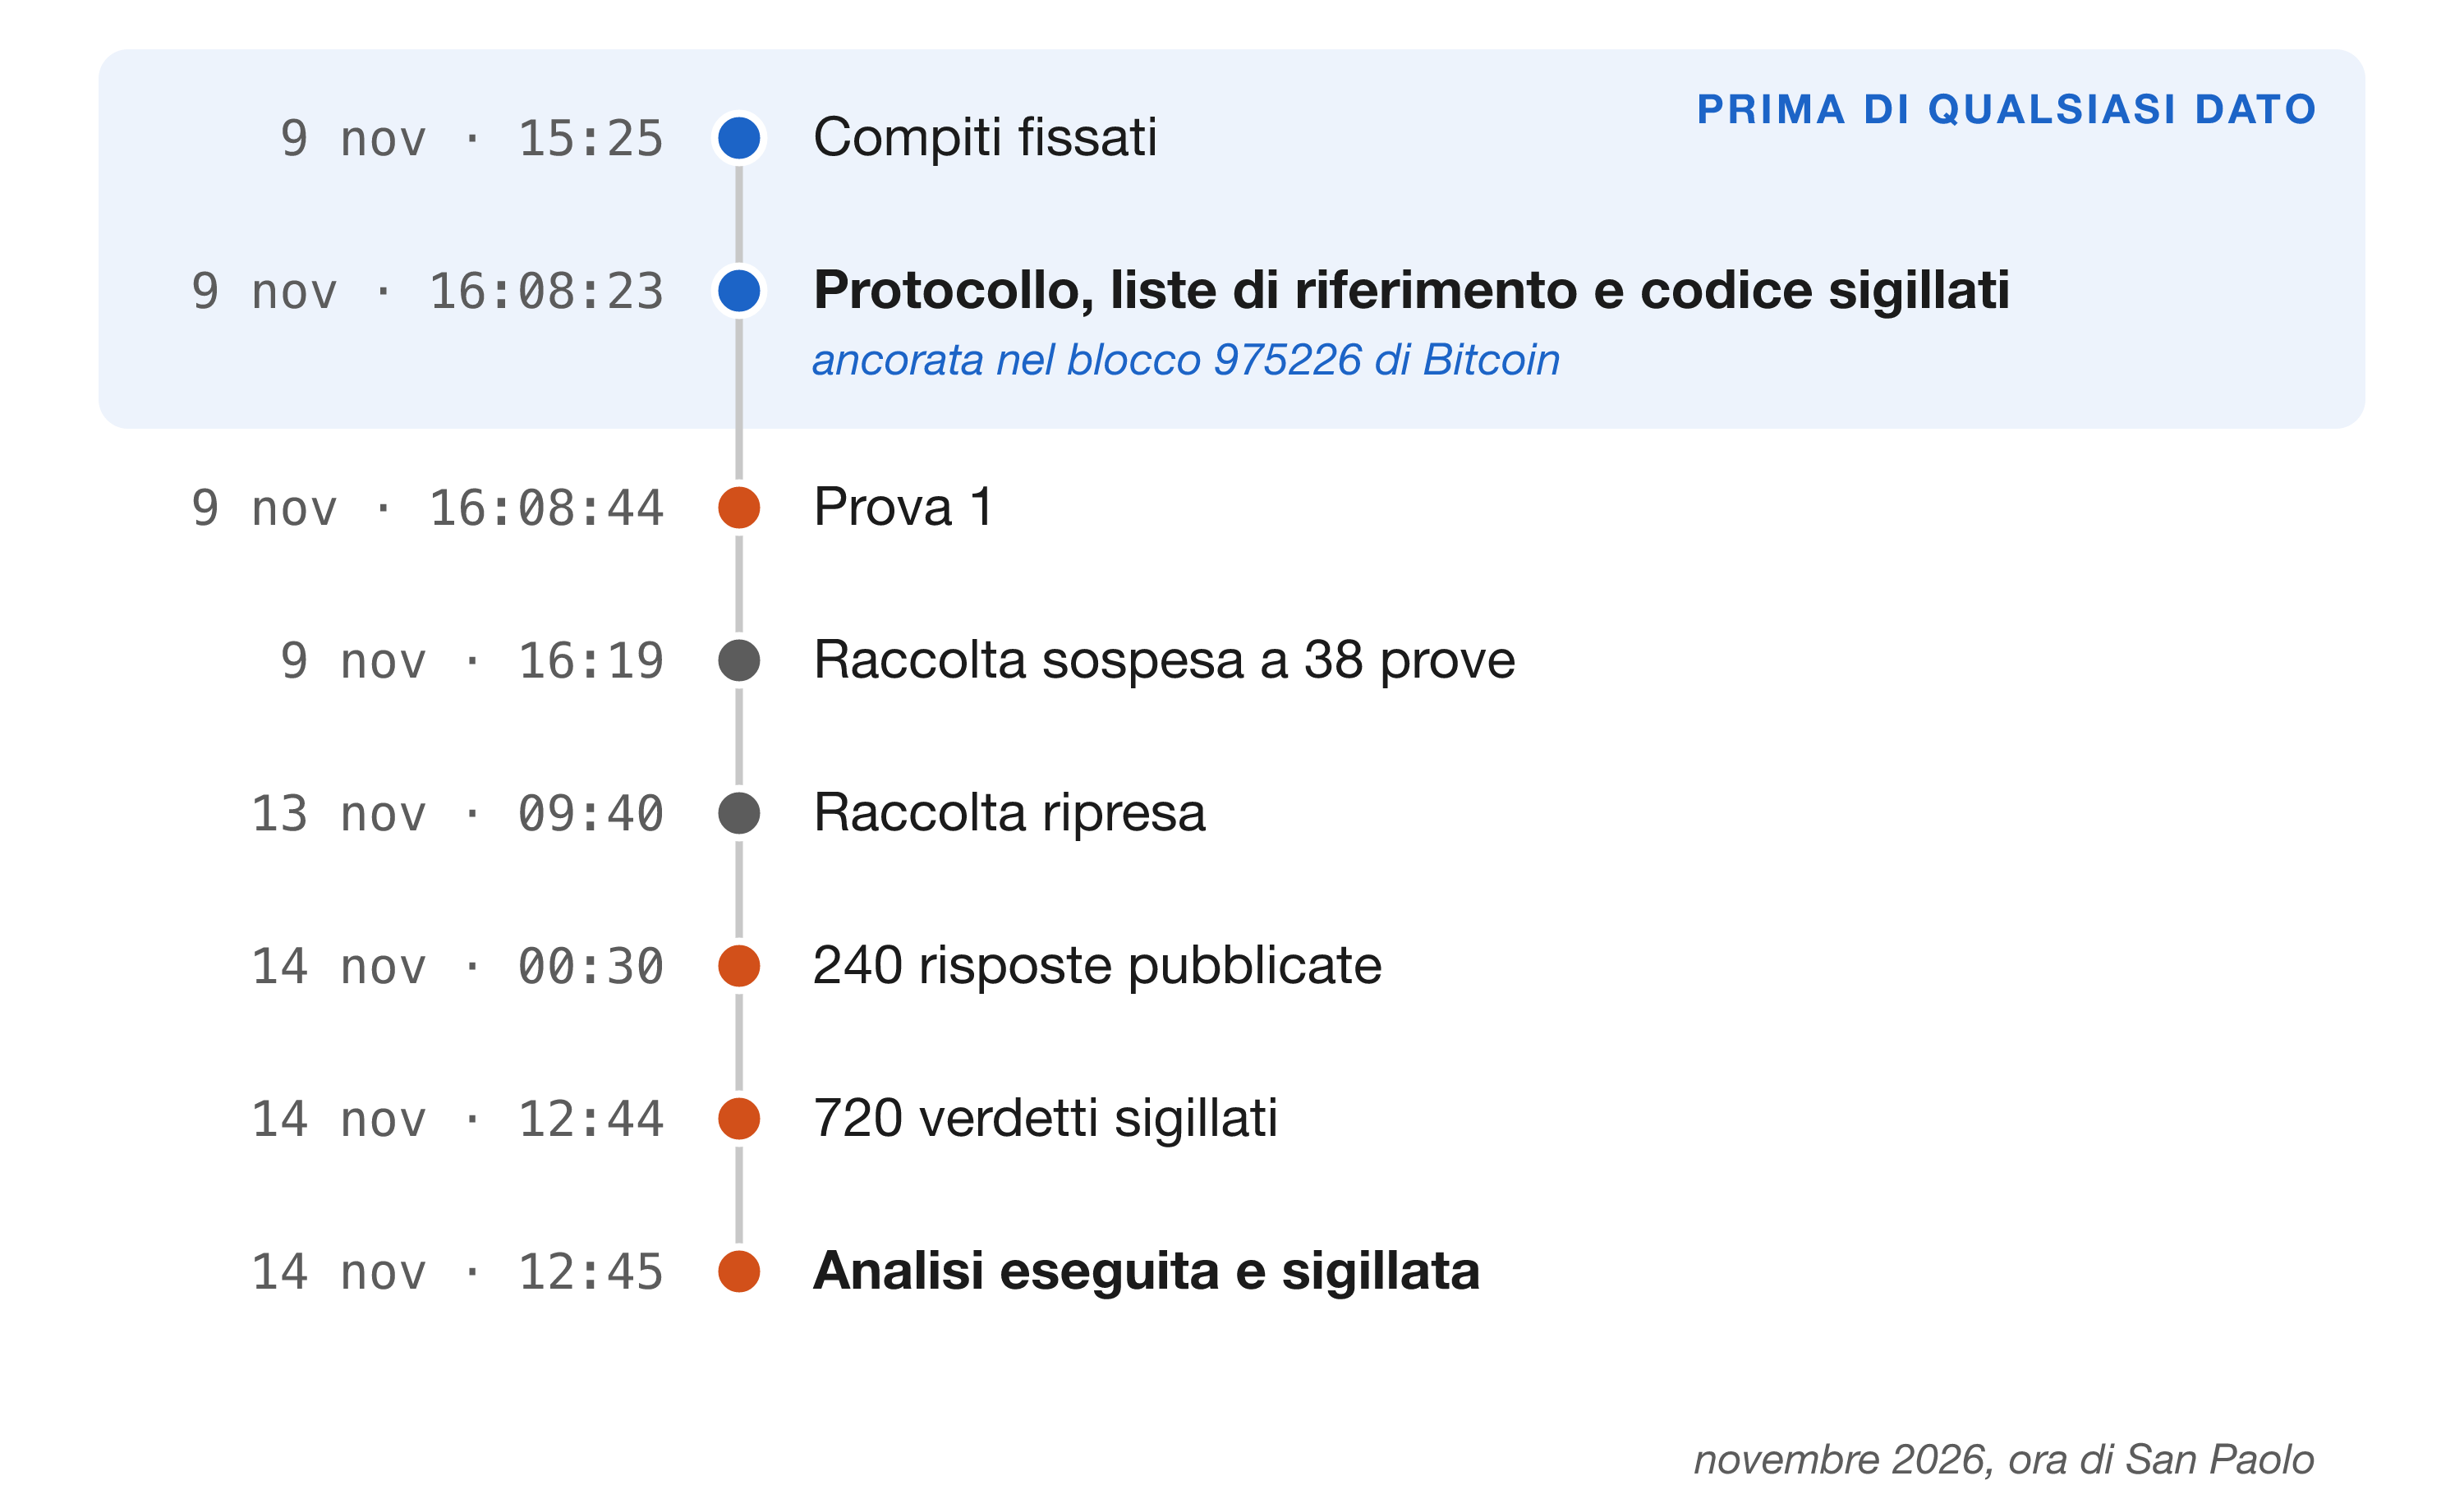 PRIMA DI QUALSIASI DATO
9 nov · 15:25 Compiti fissati
9 nov · 16:08:23 Protocollo, liste di riferimento e codice sigillati
ancorata nel blocco 975226 di Bitcoin
9 nov · 16:08:44 Prova 1
9 nov · 16:19 Raccolta sospesa a 38 prove
13 nov · 09:40 Raccolta ripresa
14 nov · 00:30 240 risposte pubblicate
14 nov · 12:44 720 verdetti sigillati
14 nov · 12:45 Analisi eseguita e sigillata
novembre 2026, ora di San Paolo